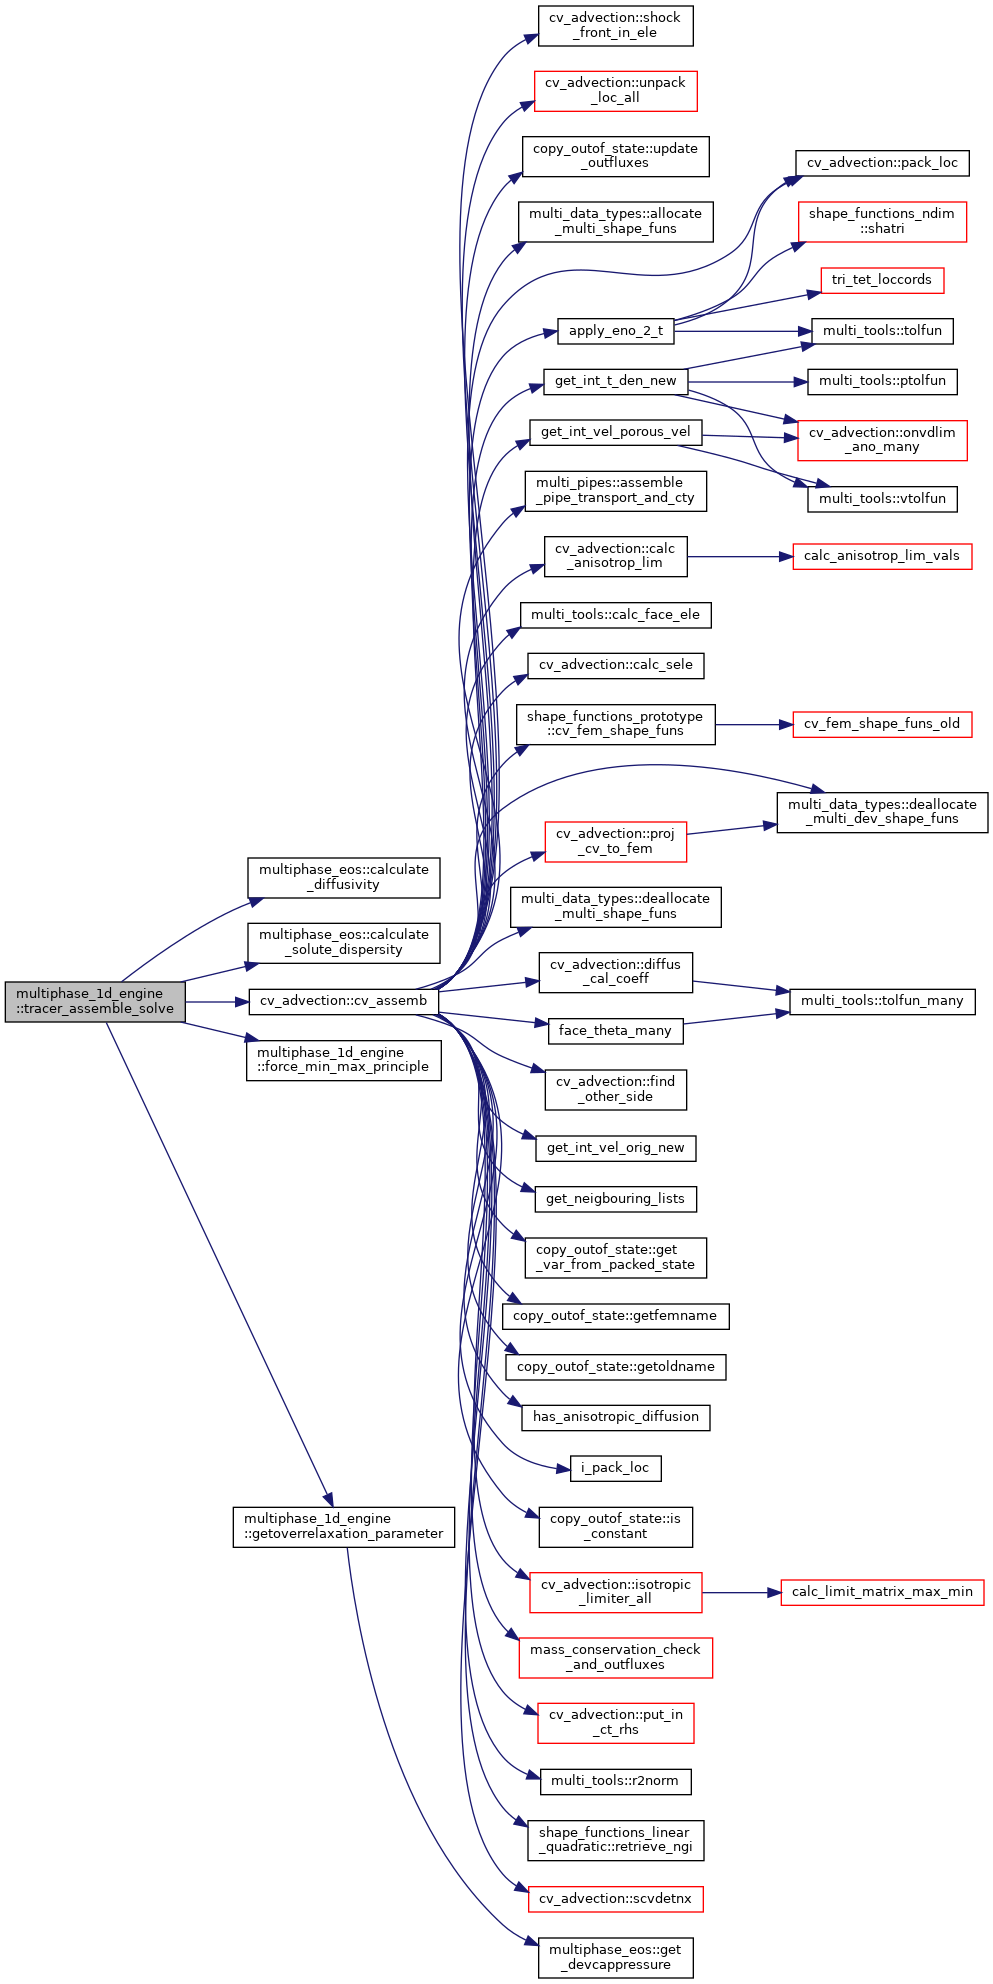 cv_advection::shock
_front_in_ele
cv_advection::unpack
_loc_all
copy_outof_state::update
_outfluxes
cv_advection::pack_loc
multi_data_types::allocate
_multi_shape_funs
shape_functions_ndim
::shatri
tri_tet_loccords
apply_eno_2_t
multi_tools::tolfun
get_int_t_den_new
multi_tools::ptolfun
get_int_vel_porous_vel
cv_advection::onvdlim
_ano_many
multi_pipes::assemble
_pipe_transport_and_cty
multi_tools::vtolfun
cv_advection::calc
_anisotrop_lim
calc_anisotrop_lim_vals
multi_tools::calc_face_ele
cv_advection::calc_sele
shape_functions_prototype
::cv_fem_shape_funs
cv_fem_shape_funs_old
multi_data_types::deallocate
_multi_dev_shape_funs
cv_advection::proj
_cv_to_fem
multiphase_eos::calculate
_diffusivity
multi_data_types::deallocate
_multi_shape_funs
multiphase_eos::calculate
_solute_dispersity
cv_advection::diffus
_cal_coeff
multiphase_1d_engine
::tracer_assemble_solve
cv_advection::cv_assemb
multi_tools::tolfun_many
face_theta_many
multiphase_1d_engine
::force_min_max_principle
cv_advection::find
_other_side
get_int_vel_orig_new
get_neigbouring_lists
copy_outof_state::get
_var_from_packed_state
copy_outof_state::getfemname
copy_outof_state::getoldname
has_anisotropic_diffusion
i_pack_loc
multiphase_1d_engine
::getoverrelaxation_parameter
copy_outof_state::is
_constant
cv_advection::isotropic
_limiter_all
calc_limit_matrix_max_min
mass_conservation_check
_and_outfluxes
cv_advection::put_in
_ct_rhs
multi_tools::r2norm
shape_functions_linear
_quadratic::retrieve_ngi
cv_advection::scvdetnx
multiphase_eos::get
_devcappressure